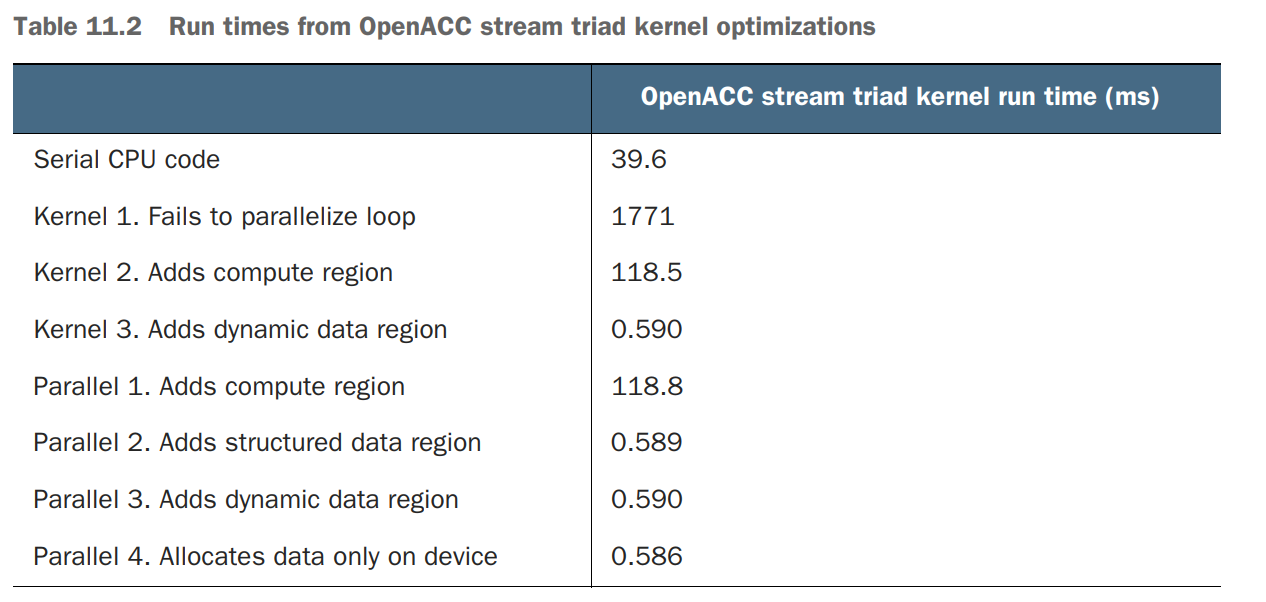 Table 11.2 Run times from OpenACC stream triad kernel optimizations
OpenACC stream triad kernel run time (ms)
Serial CPU code 39.6
Kernel 1. Fails to parallelize loop 1771
Kernel 2. Adds compute region 118.5
Kernel 3. Adds dynamic data region 0.590
Parallel 1. Adds compute region 118.8
Parallel 2. Adds structured data region 0.589
Parallel 3. Adds dynamic data region 0.590
Parallel 4. Allocates data only on device 0.586